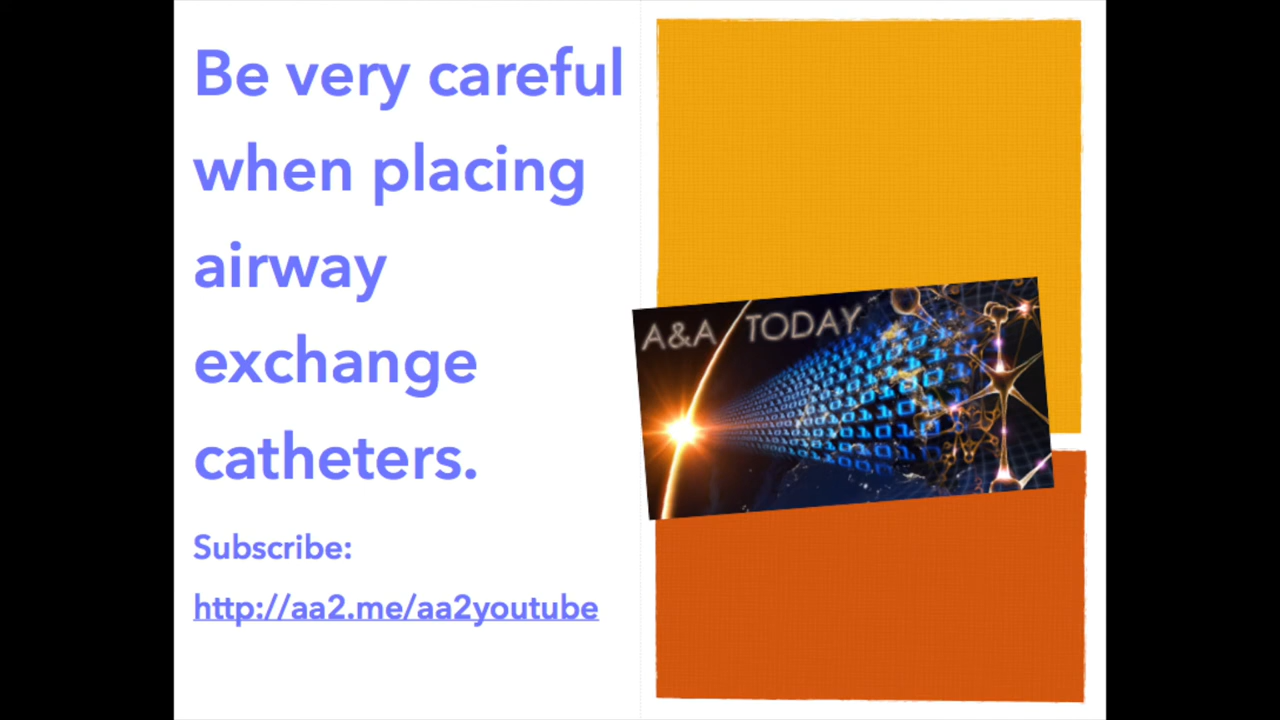 Be very careful
when placing
airway
exchange
catheters.
Subscribe:
http://aa2.me/aa2youtube
A&A TODAY